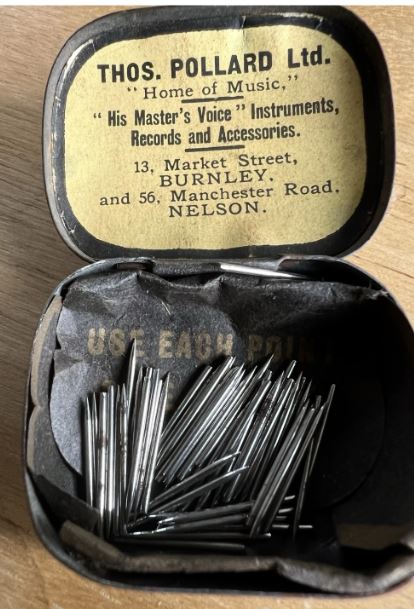 THOS. POLLARD Ltd.
"Home of Music,"
"His Master's Voice" Instruments,
Records and Accessories.
13, Market Street,
BURNLEY.
and 56, Manchester Road,
NELSON.
USE EACH POINT